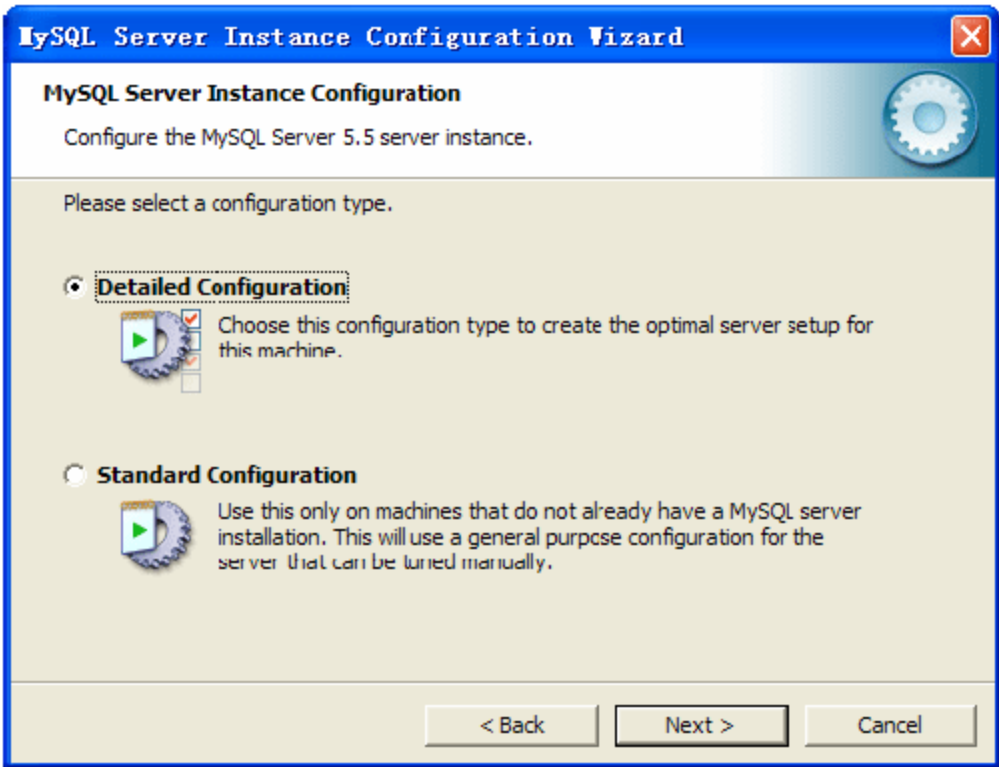 MySQL Server Instance Configuration Wizard
MySQL Server Instance Configuration
Configure the MySQL Server 5.5 server instance.
Please select a configuration type.
Detailed Configuration
Choose this configuration type to create the optimal server setup for
this machine.
Standard Configuration
Use this only on machines that do not already have a MySQL server
installation. This will use a general purpose configuration for the
server that can be tuned manually.
< Back
Next >
Cancel